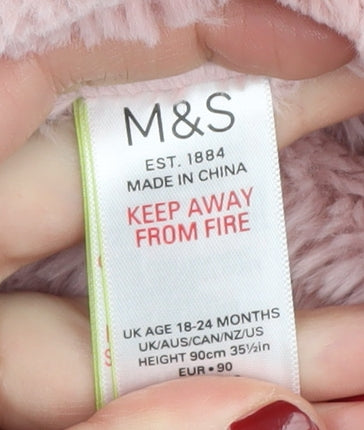 M&S
EST. 1884
MADE IN CHINA
KEEP AWAY
FROM FIRE
UK AGE 18-24 MONTHS
UK/AUS/CAN/NZ/US
HEIGHT 90cm 35½in
EUR • 90